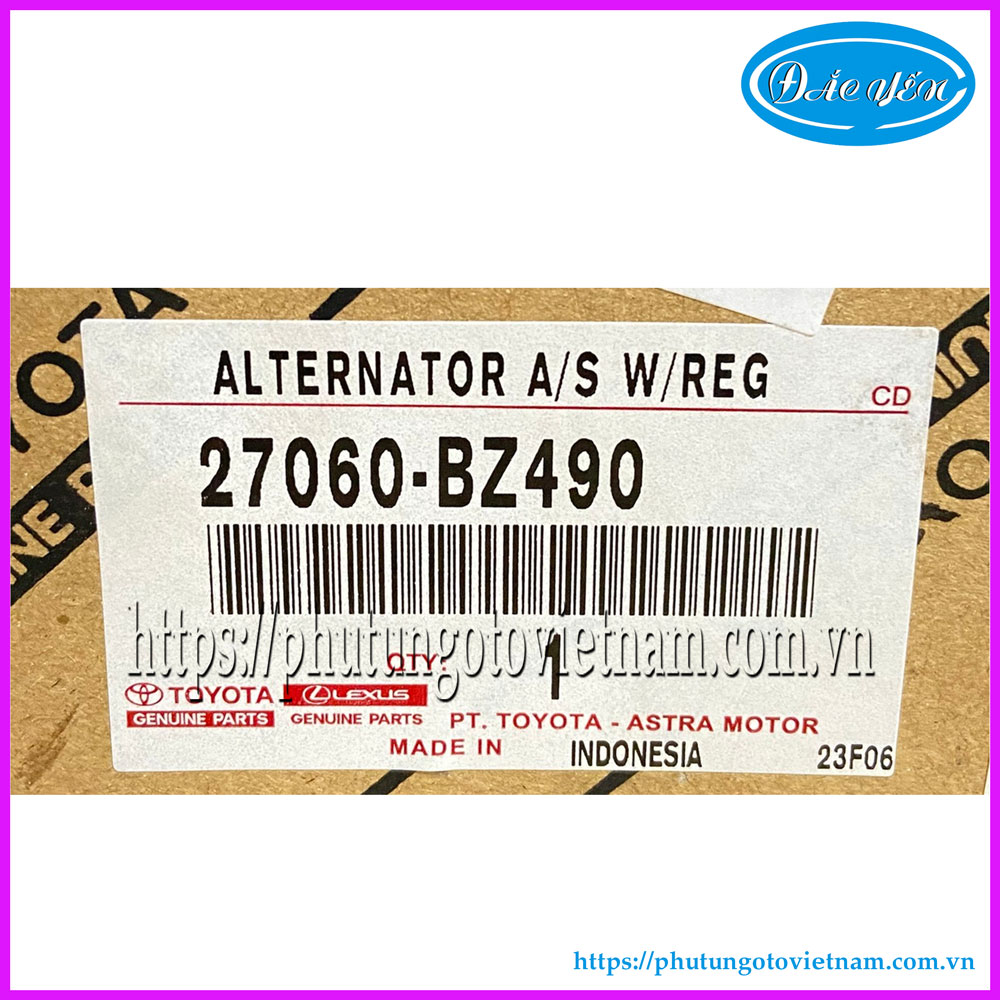 ĐẮC YẾN
ALTERNATOR A/S W/REG
CD
27060-BZ490
https://phutungotovietnam.com.vn
QTY: 1
TOYOTA LEXUS
GENUINE PARTS GENUINE PARTS PT. TOYOTA - ASTRA MOTOR
MADE IN INDONESIA 23F06
https://phutungotovietnam.com.vn